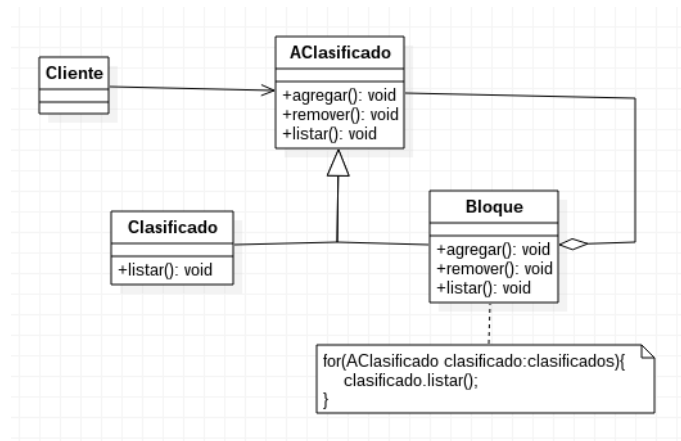 Cliente
AClasificado
+agregar(): void
+remover(): void
+listar(): void
Clasificado
+listar(): void
Bloque
+agregar(): void
+remover(): void
+listar(): void
for(AClasificado clasificado:clasificados){
clasificado.listar();
}